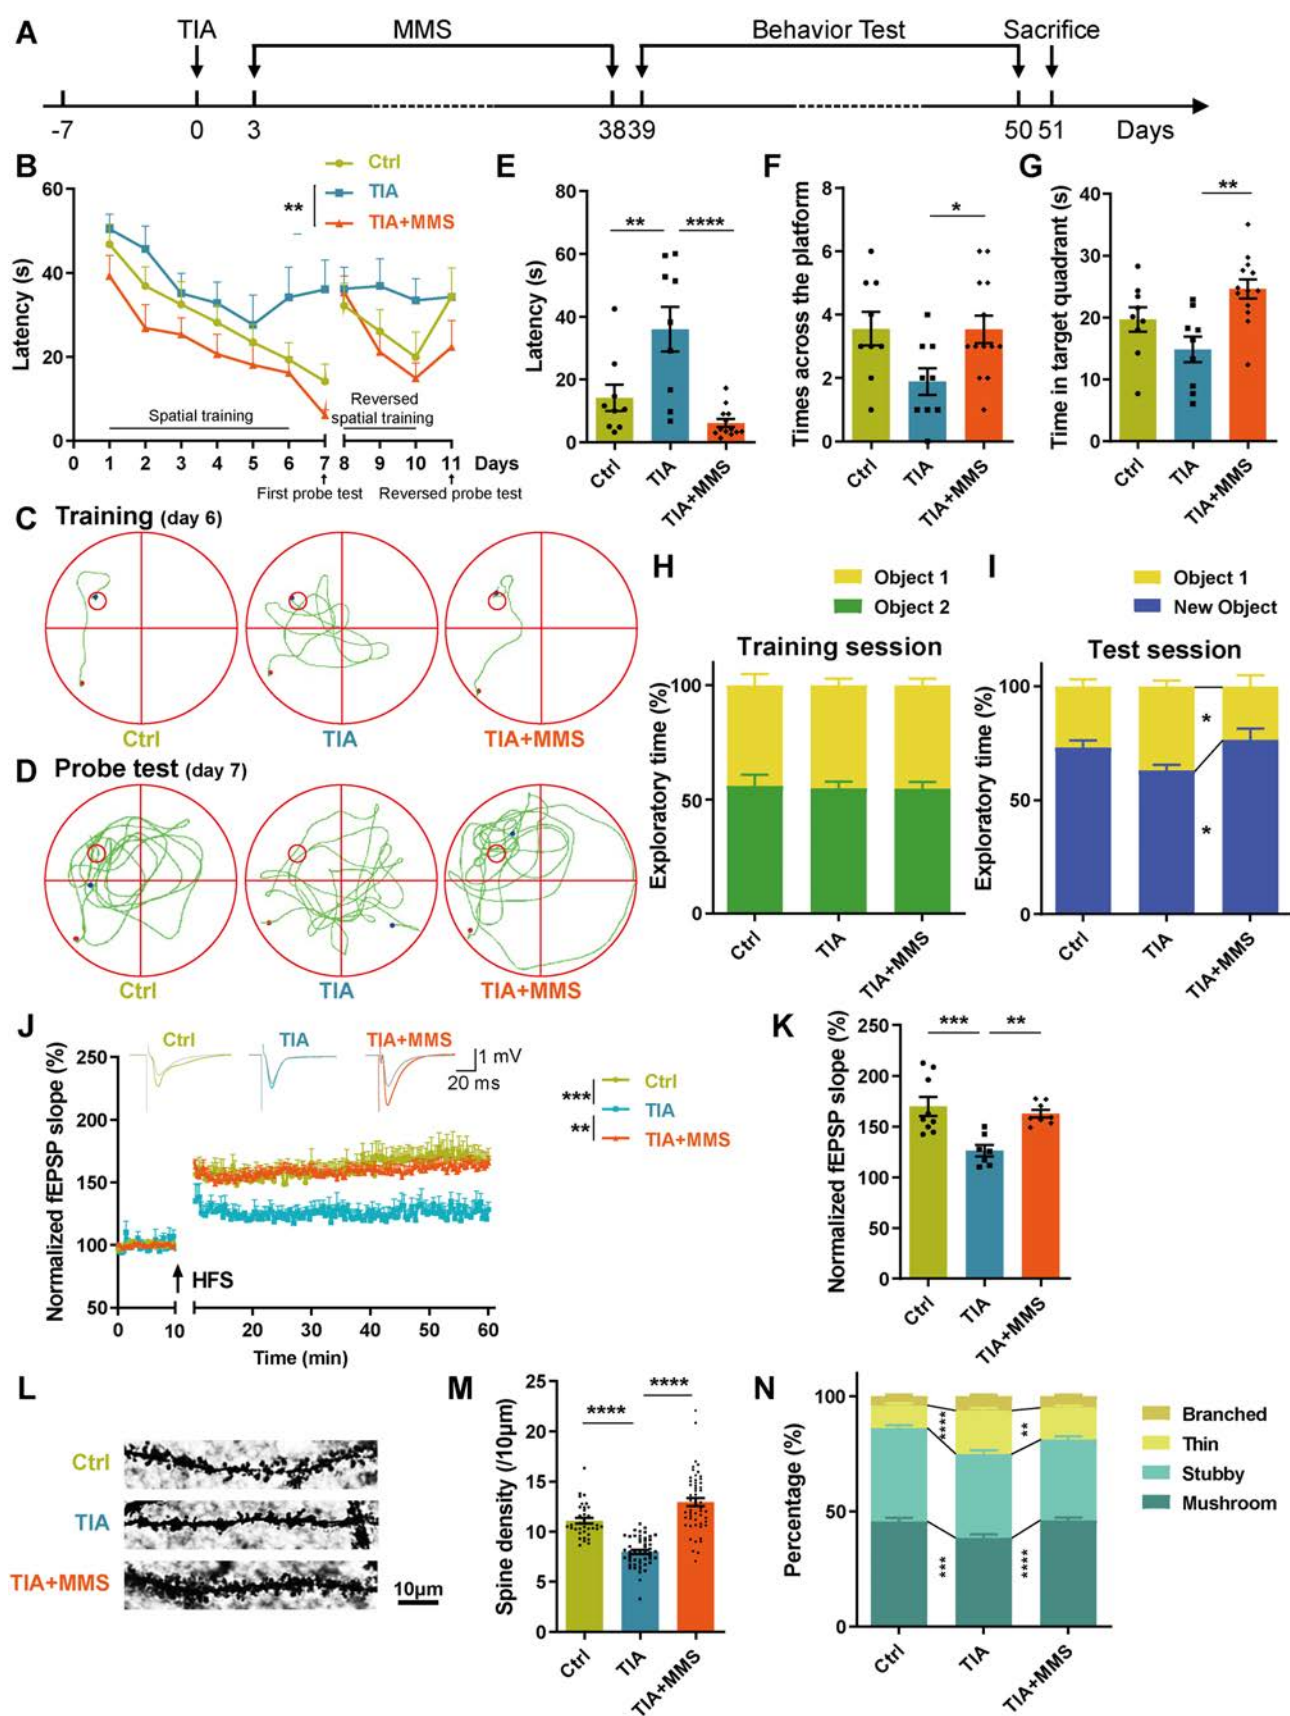 A
TIA
MMS
Behavior Test
Sacrifice
-7
0
3
3839
50 51
Days
B
Ctrl
TIA
TIA+MMS
**
60
40
20
0
Latency (s)
Spatial training
Reversed
spatial training
0 1 2 3 4 5 6 7 8 9 10 11 Days
First probe test
Reversed probe test
E
80
60
40
20
0
Latency (s)
** ****
Ctrl
TIA
TIA+MMS
F
8
6
4
2
0
Times across the platform
*
Ctrl
TIA
TIA+MMS
G
40
30
20
10
0
Time in target quadrant (s)
**
Ctrl
TIA
TIA+MMS
C Training (day 6)
Ctrl
TIA
TIA+MMS
D Probe test (day 7)
Ctrl
TIA
TIA+MMS
H
Object 1
Object 2
Training session
100
50
0
Exploratory time (%)
Ctrl
TIA
TIA+MMS
I
Object 1
New Object
Test session
100
50
0
Exploratory time (%)
*
*
Ctrl
TIA
TIA+MMS
J
Ctrl
TIA
TIA+MMS
1 mV
20 ms
250
200
150
100
50
Normalized fEPSP slope (%)
HFS
0 10 20 30 40 50 60
Time (min)
Ctrl
***
TIA
**
TIA+MMS
K
250
200
150
100
50
0
Normalized fEPSP slope (%)
*** **
Ctrl
TIA
TIA+MMS
L
Ctrl
TIA
TIA+MMS
10μm
M
25
20
15
10
5
0
Spine density (/10μm)
**** ****
Ctrl
TIA
TIA+MMS
N
100
50
0
Percentage (%)
**** **
*** ****
Ctrl
TIA
TIA+MMS
Branched
Thin
Stubby
Mushroom